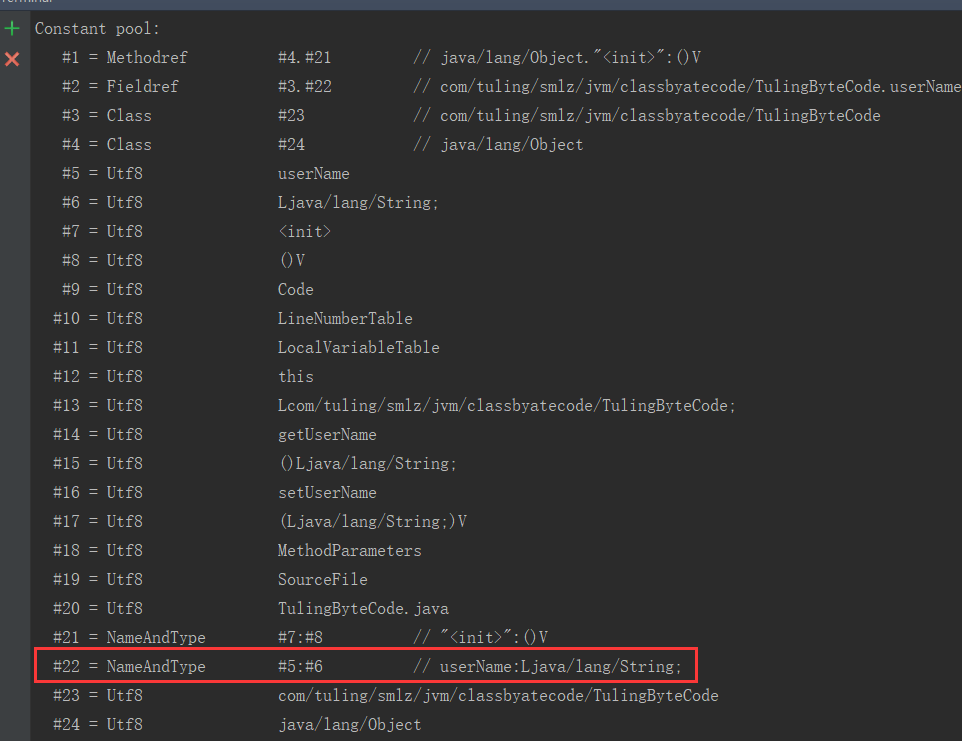 Constant pool:
#1 = Methodref #4.#21 // java/lang/Object."<init>":()V
#2 = Fieldref #3.#22 // com/tuling/smlz/jvm/classbyatecode/TulingByteCode.userName
#3 = Class #23 // com/tuling/smlz/jvm/classbyatecode/TulingByteCode
#4 = Class #24 // java/lang/Object
#5 = Utf8 userName
#6 = Utf8 Ljava/lang/String;
#7 = Utf8 <init>
#8 = Utf8 ()V
#9 = Utf8 Code
#10 = Utf8 LineNumberTable
#11 = Utf8 LocalVariableTable
#12 = Utf8 this
#13 = Utf8 Lcom/tuling/smlz/jvm/classbyatecode/TulingByteCode;
#14 = Utf8 getUserName
#15 = Utf8 ()Ljava/lang/String;
#16 = Utf8 setUserName
#17 = Utf8 (Ljava/lang/String;)V
#18 = Utf8 MethodParameters
#19 = Utf8 SourceFile
#20 = Utf8 TulingByteCode.java
#21 = NameAndType #7:#8 // "<init>":()V
#22 = NameAndType #5:#6 // userName:Ljava/lang/String;
#23 = Utf8 com/tuling/smlz/jvm/classbyatecode/TulingByteCode
#24 = Utf8 java/lang/Object